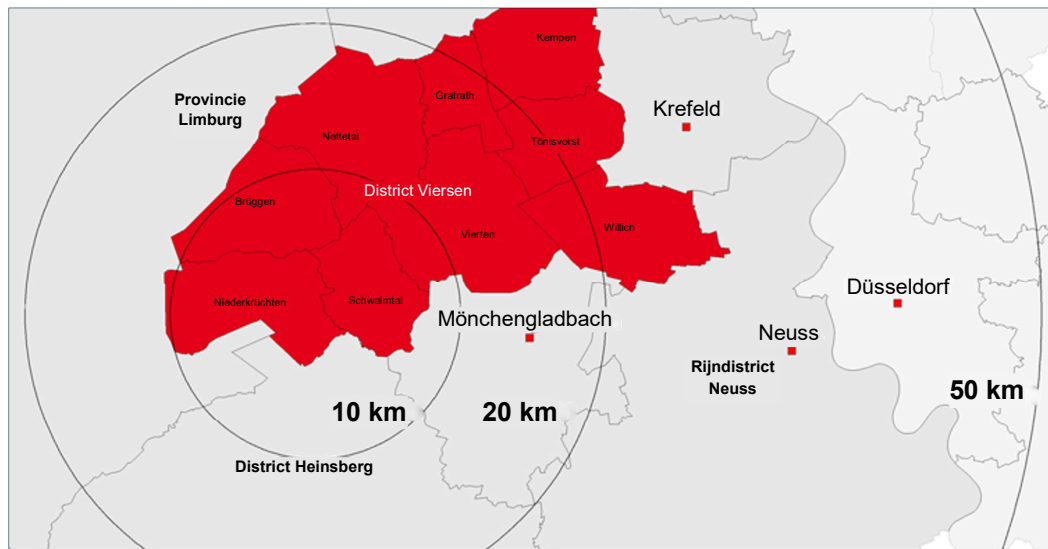 Kempen
Provincie
Limburg
Grafrath
Krefeld
Nettetal
Tönisvorst
District Viersen
Brüggen
Vierten
Willich
Niederkrüchten
Schwalmtal
Düsseldorf
Mönchengladbach
Neuss
Rijndistrict
Neuss
50 km
10 km
20 km
District Heinsberg